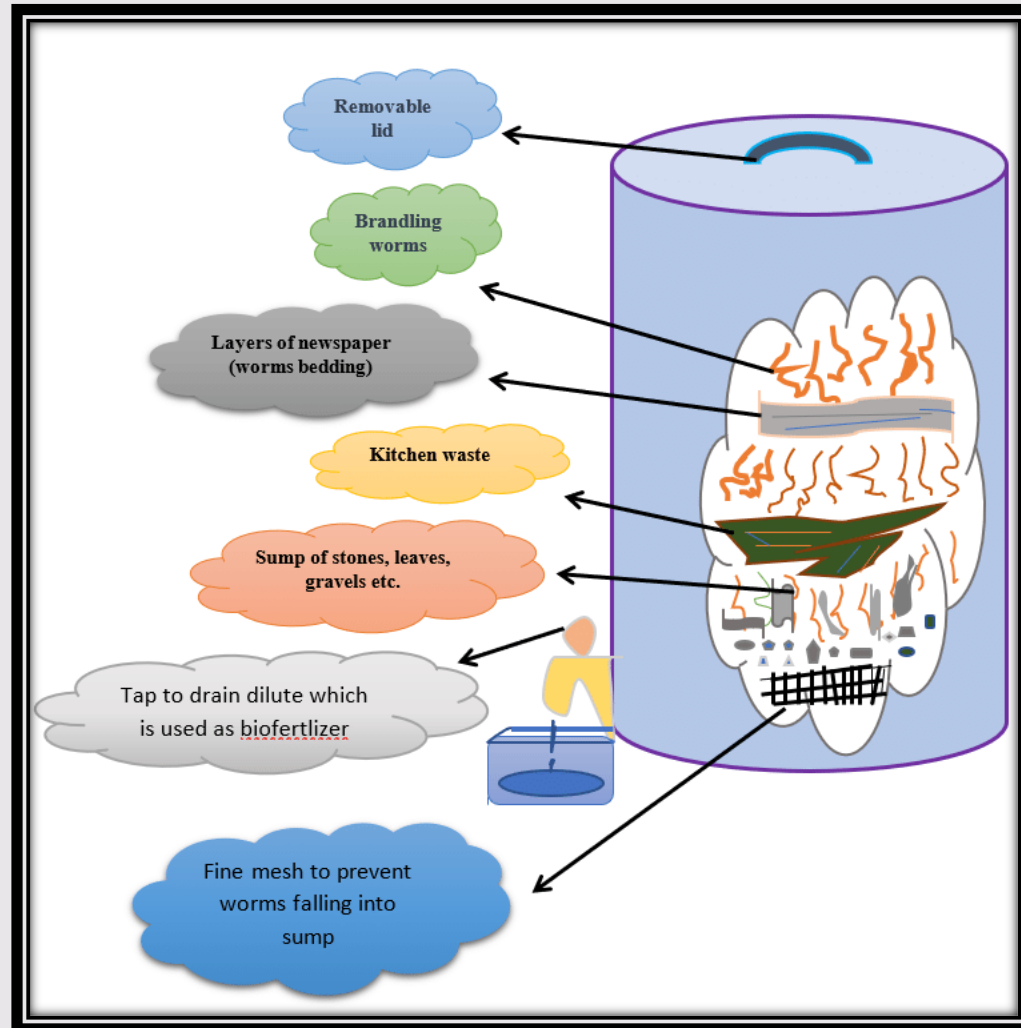 Removable
lid
Brandling
worms
Layers of newspaper
(worms bedding)
Kitchen waste
Sump of stones, leaves,
gravels etc.
Tap to drain dilute which
is used as biofertlizer
Fine mesh to prevent
worms falling into
sump